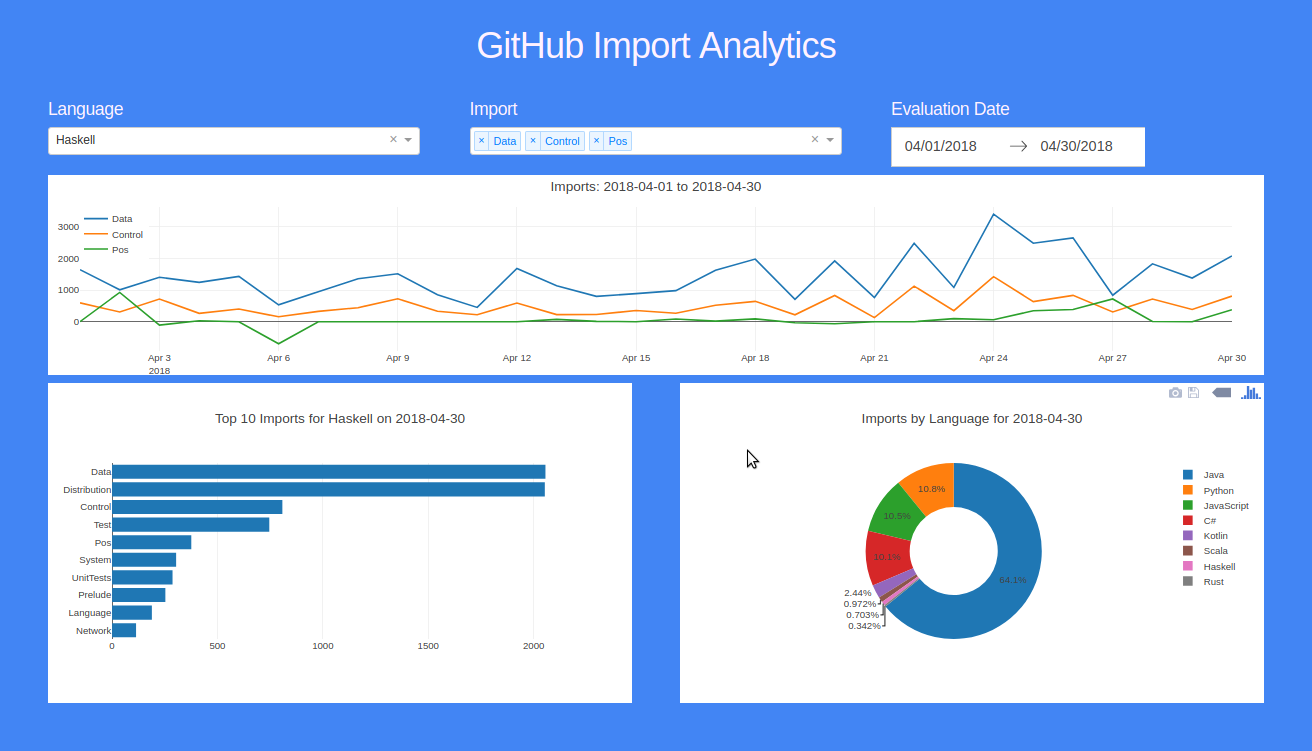 GitHub Import Analytics
Language
Import
Evaluation Date
Haskell × 
× Data × Control × Pos ×
04/01/2018 → 04/30/2018
Imports: 2018-04-01 to 2018-04-30
Data
Control
Pos
3000
2000
1000
0
Apr 3 Apr 6 Apr 9 Apr 12 Apr 15 Apr 18 Apr 21 Apr 24 Apr 27 Apr 30
2018
Top 10 Imports for Haskell on 2018-04-30
Data
Distribution
Control
Test
Pos
System
UnitTests
Prelude
Language
Network
0 500 1000 1500 2000
Imports by Language for 2018-04-30
10.8%
10.5%
10.1%
64.1%
2.44%
0.972%
0.703%
0.342%
Java
Python
JavaScript
C#
Kotlin
Scala
Haskell
Rust